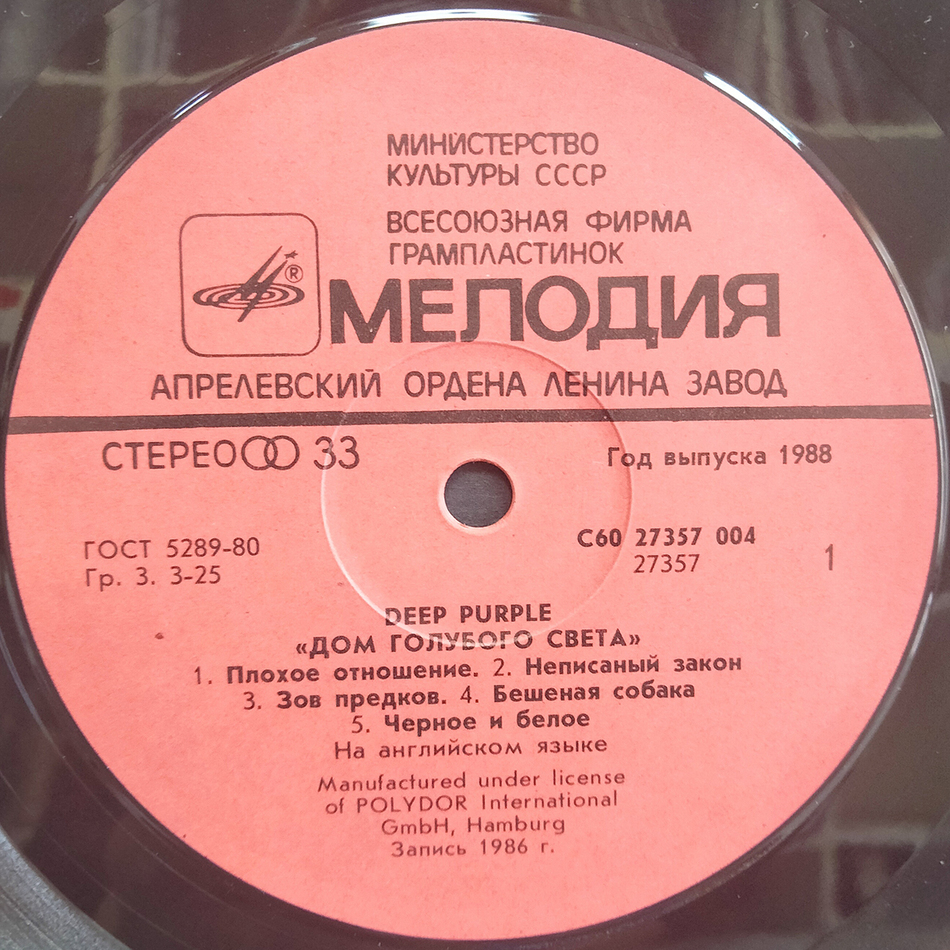 МИНИСТЕРСТВО
КУЛЬТУРЫ СССР
ВСЕСОЮЗНАЯ ФИРМА
ГРАМПЛАСТИНОК
®
МЕЛОДИЯ
АПРЕЛЕВСКИЙ ОРДЕНА ЛЕНИНА ЗАВОД
СТЕРЕО 33
Год выпуска 1988
ГОСТ 5289-80
Гр. 3. 3-25
С60 27357 004
27357
1
DEEP PURPLE
«ДОМ ГОЛУБОГО СВЕТА»
1. Плохое отношение. 2. Неписаный закон
3. Зов предков. 4. Бешеная собака
5. Черное и белое
На английском языке
Manufactured under license
of POLYDOR International
GmbH, Hamburg
Запись 1986 г.